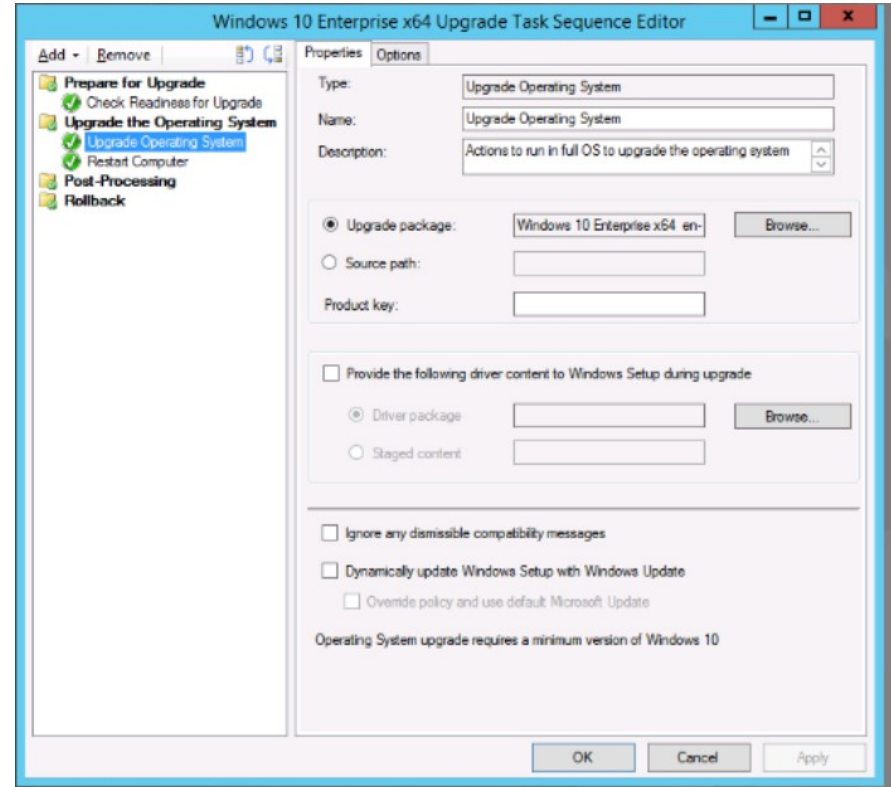 Windows 10 Enterprise x64 Upgrade Task Sequence Editor
Add Remove
Prepare for Upgrade
Check Readiness for Upgrade
Upgrade the Operating System
Upgrade Operating System
Restart Computer
Post-Processing
Rollback
Properties Options
Type: Upgrade Operating System
Name: Upgrade Operating System
Description: Actions to run in full OS to upgrade the operating system
Upgrade package: Windows 10 Enterprise x64 en- Browse...
Source path:
Product key:
Provide the following driver content to Windows Setup during upgrade
Driver package Browse...
Staged content
Ignore any dismissible compatibility messages
Dynamically update Windows Setup with Windows Update
Override policy and use default Microsoft Update
Operating System upgrade requires a minimum version of Windows 10
OK Cancel Apply